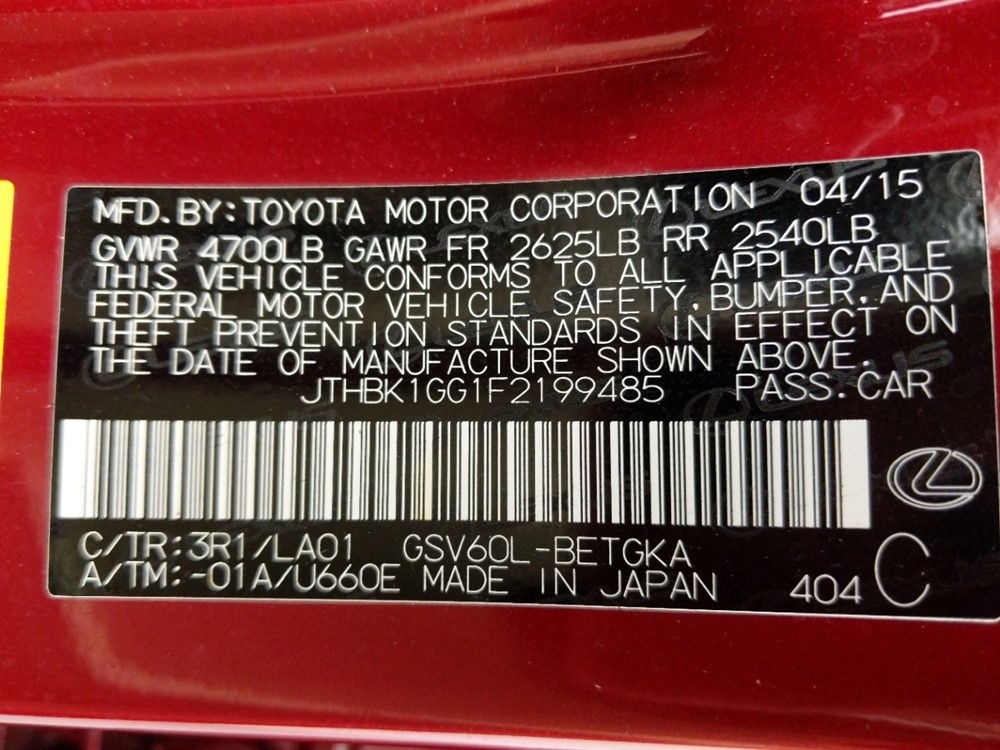 MFD.BY:TOYOTA MOTOR CORPORATION 04/15
GVWR 4700LB GAWR FR 2625LB RR 2540LB
THIS VEHICLE CONFORMS TO ALL APPLICABLE
FEDERAL MOTOR VEHICLE SAFETY,BUMPER,AND
THEFT PREVENTION STANDARDS IN EFFECT ON
THE DATE OF MANUFACTURE SHOWN ABOVE.
JTHBK1GG1F2199485 PASS.CAR
C/TR:3R1/LA01 GSV60L-BETGKA
A/TM:-01A/U660E MADE IN JAPAN 404 C